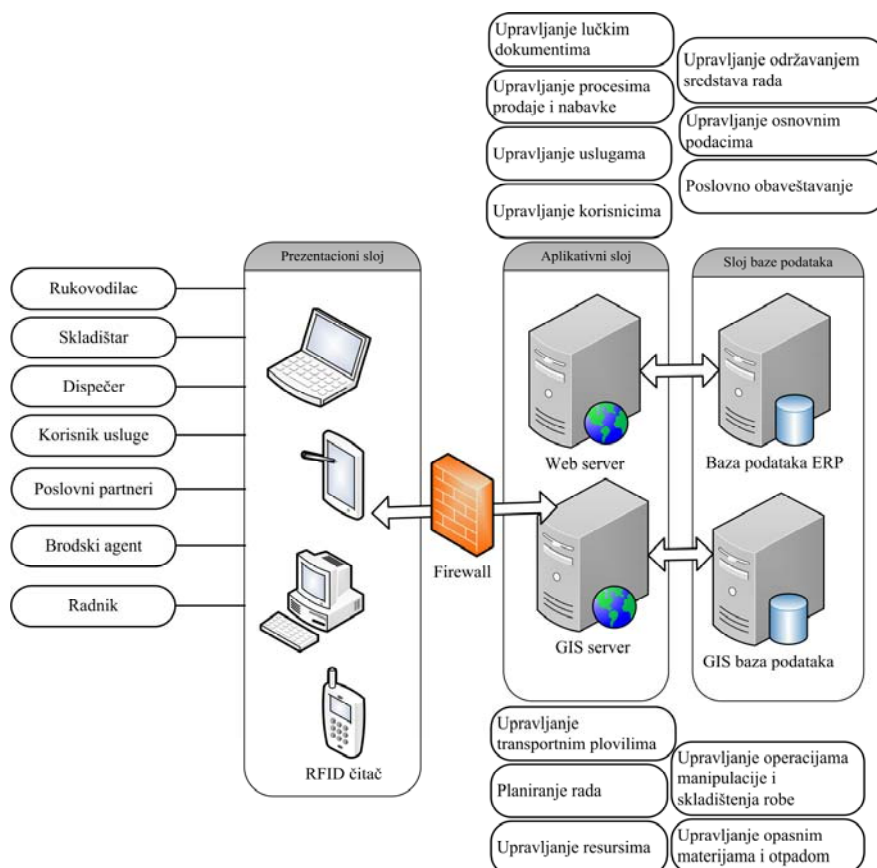 Upravljanje lučkim
dokumentima
Upravljanje procesima
prodaje i nabavke
Upravljanje uslugama
Upravljanje korisnicima
Upravljanje održavanjem
sredstava rada
Upravljanje osnovnim
podacima
Poslovno obaveštavanje
Rukovodilac
Skladištar
Dispečer
Korisnik usluge
Poslovni partneri
Brodski agent
Radnik
Prezentacioni sloj
RFID čitač
Firewall
Aplikativni sloj
Web server
GIS server
Sloj baze podataka
Baza podataka ERP
GIS baza podataka
Upravljanje
transportnim plovilima
Planiranje rada
Upravljanje resursima
Upravljanje operacijama
manipulacije i
skladištenja robe
Upravljanje opasnim
materijama i otpadom